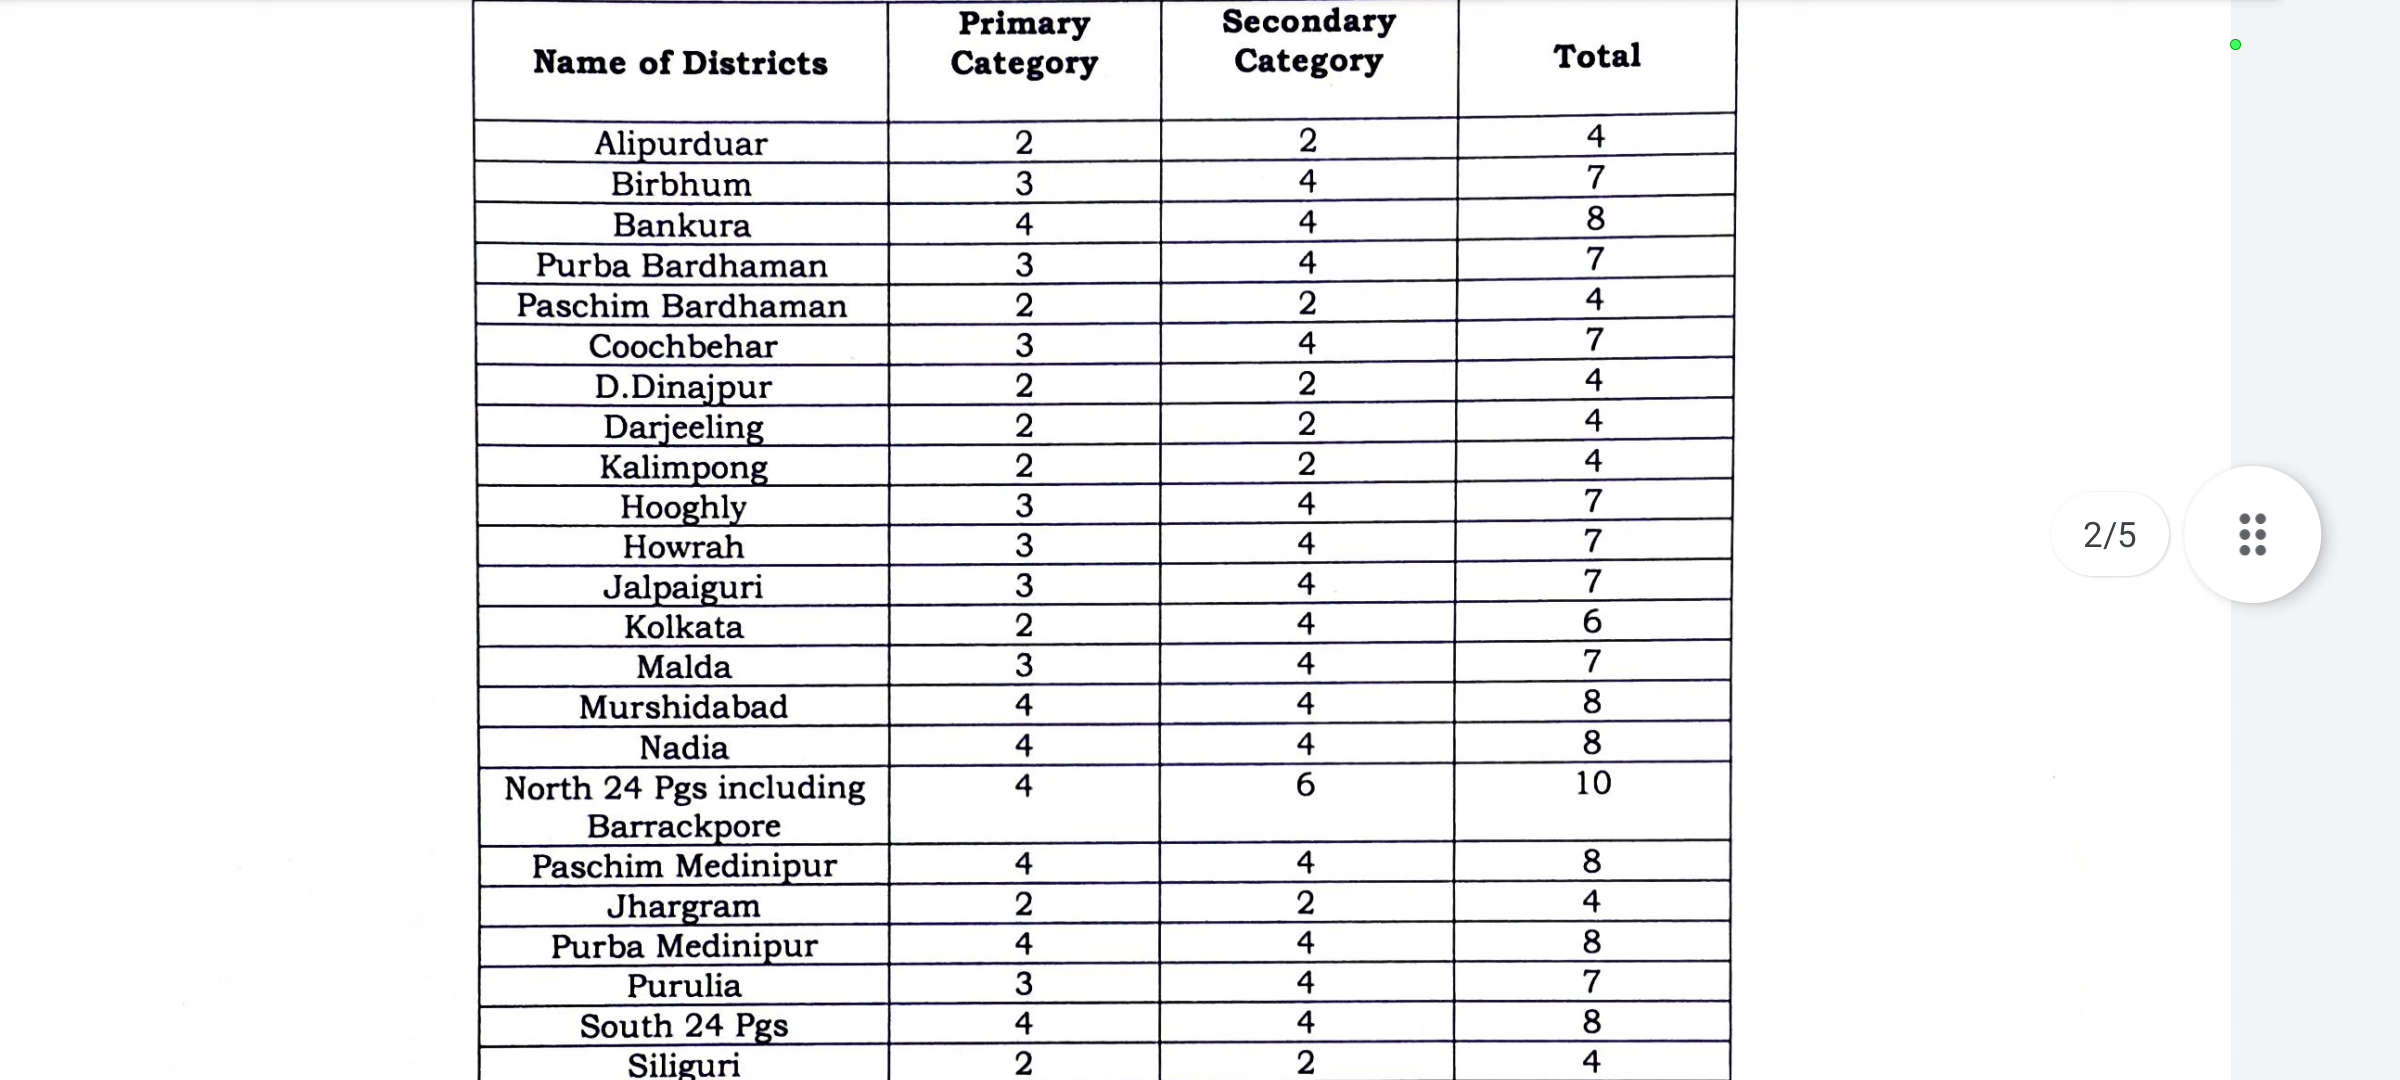 Name of Districts Primary Category Secondary Category Total
Alipurduar 2 2 4
Birbhum 3 4 7
Bankura 4 4 8
Purba Bardhaman 3 4 7
Paschim Bardhaman 2 2 4
Coochbehar 3 4 7
D.Dinajpur 2 2 4
Darjeeling 2 2 4
Kalimpong 2 2 4
Hooghly 3 4 7
Howrah 3 4 7
Jalpaiguri 3 4 7
Kolkata 2 4 6
Malda 3 4 7
Murshidabad 4 4 8
Nadia 4 4 8
North 24 Pgs including Barrackpore 4 6 10
Paschim Medinipur 4 4 8
Jhargram 2 2 4
Purba Medinipur 4 4 8
Purulia 3 4 7
South 24 Pgs 4 4 8
Siliguri 2 2 4
2/5